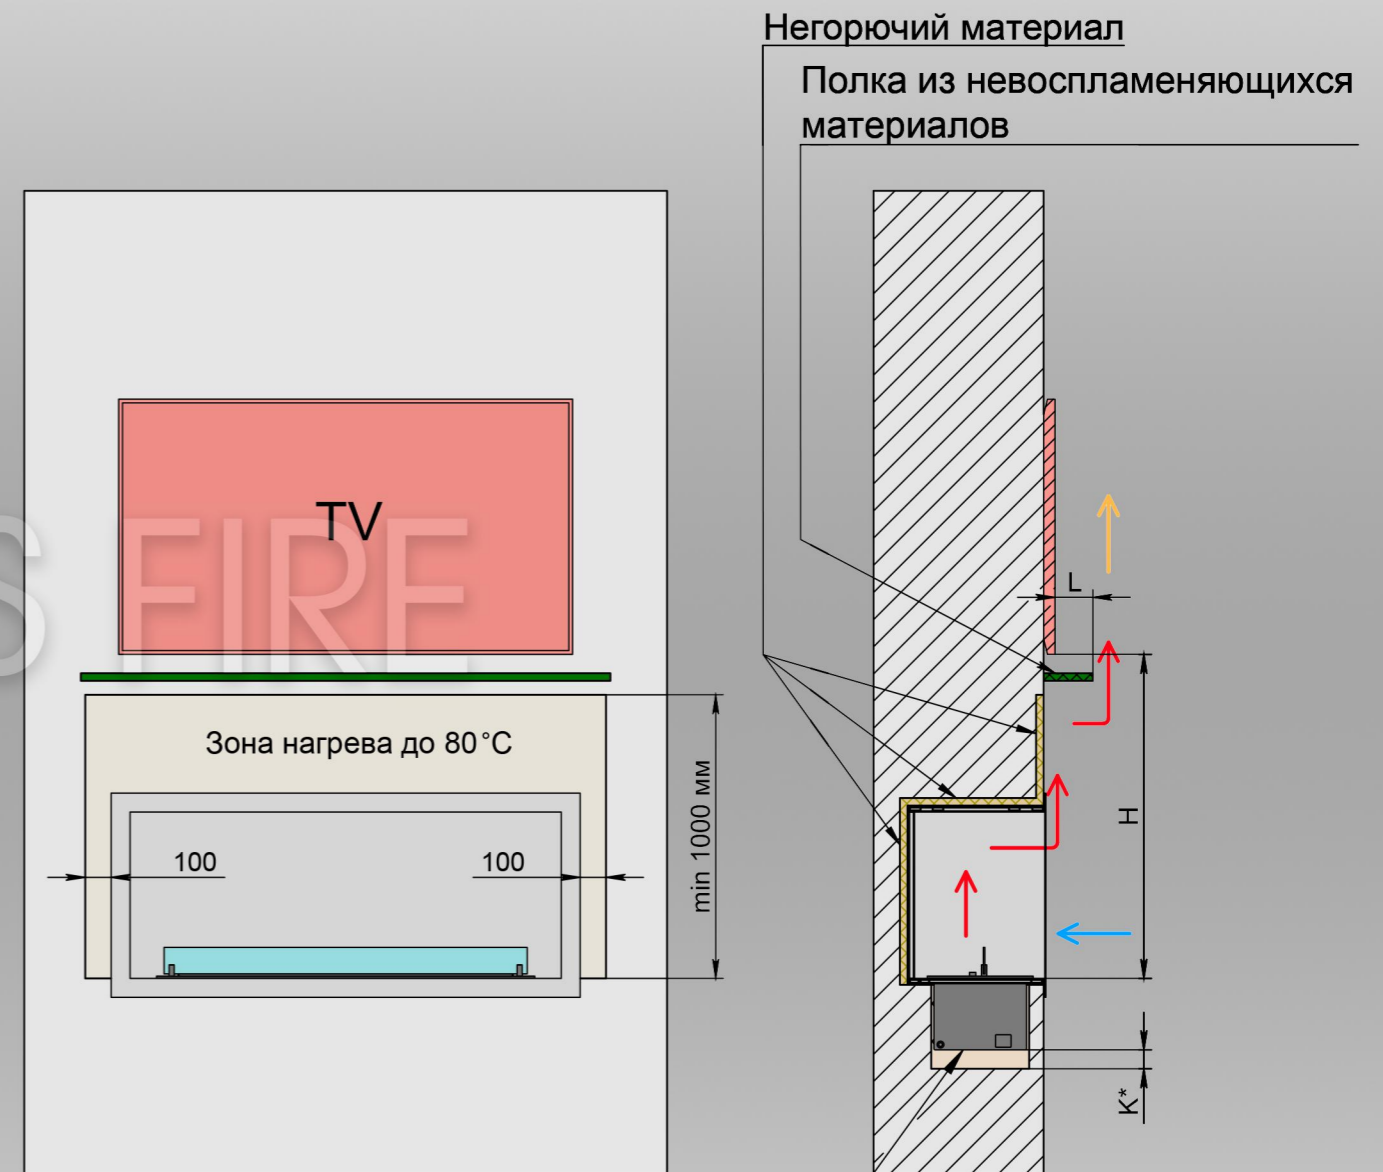 Негорючий материал
Полка из невоспламеняющихся
материалов
TV
S FIRE
Зона нагрева до 80°C
100
100
min 1000 мм
L
H
K*